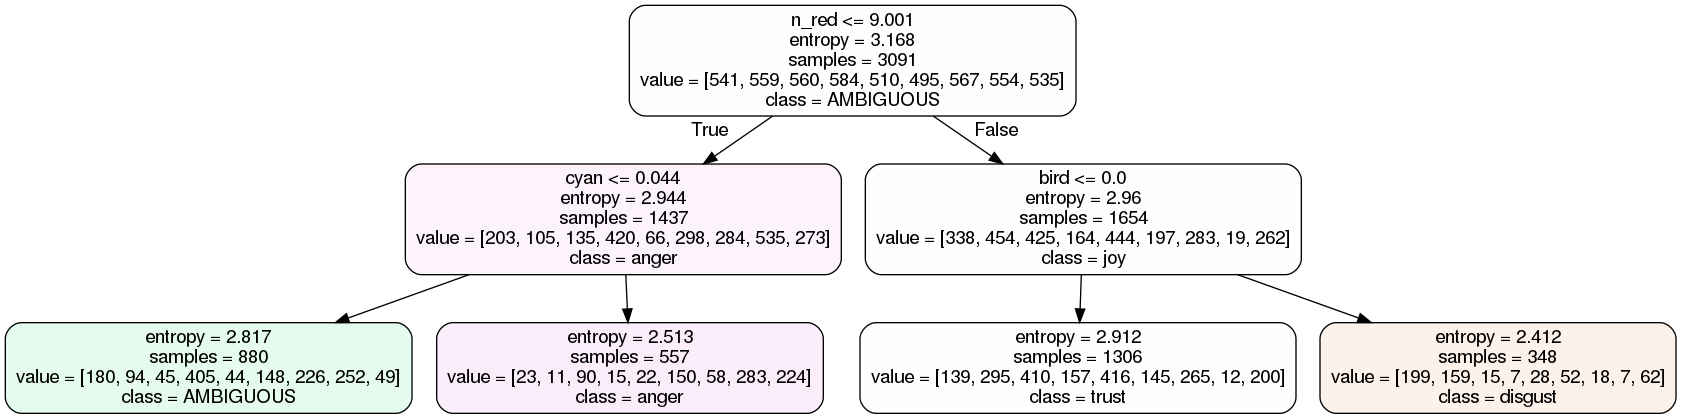 n_red <= 9.001
entropy = 3.168
samples = 3091
value = [541, 559, 560, 584, 510, 495, 567, 554, 535]
class = AMBIGUOUS
True
False
cyan <= 0.044
entropy = 2.944
samples = 1437
value = [203, 105, 135, 420, 66, 298, 284, 535, 273]
class = anger
bird <= 0.0
entropy = 2.96
samples = 1654
value = [338, 454, 425, 164, 444, 197, 283, 19, 262]
class = joy
entropy = 2.817
samples = 880
value = [180, 94, 45, 405, 44, 148, 226, 252, 49]
class = AMBIGUOUS
entropy = 2.513
samples = 557
value = [23, 11, 90, 15, 22, 150, 58, 283, 224]
class = anger
entropy = 2.912
samples = 1306
value = [139, 295, 410, 157, 416, 145, 265, 12, 200]
class = trust
entropy = 2.412
samples = 348
value = [199, 159, 15, 7, 28, 52, 18, 7, 62]
class = disgust